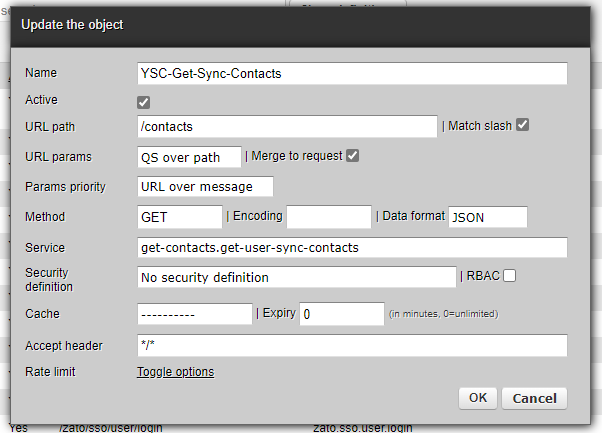 Update the object
Name YSC-Get-Sync-Contacts
Active
URL path /contacts | Match slash
URL params QS over path | Merge to request
Params priority URL over message
Method GET | Encoding | Data format JSON
Service get-contacts.get-user-sync-contacts
Security definition No security definition | RBAC
Cache ---------- | Expiry 0 (in minutes, 0=unlimited)
Accept header */*
Rate limit Toggle options
OK Cancel
Yes /zato/sso/user/login zato.sso.user.login